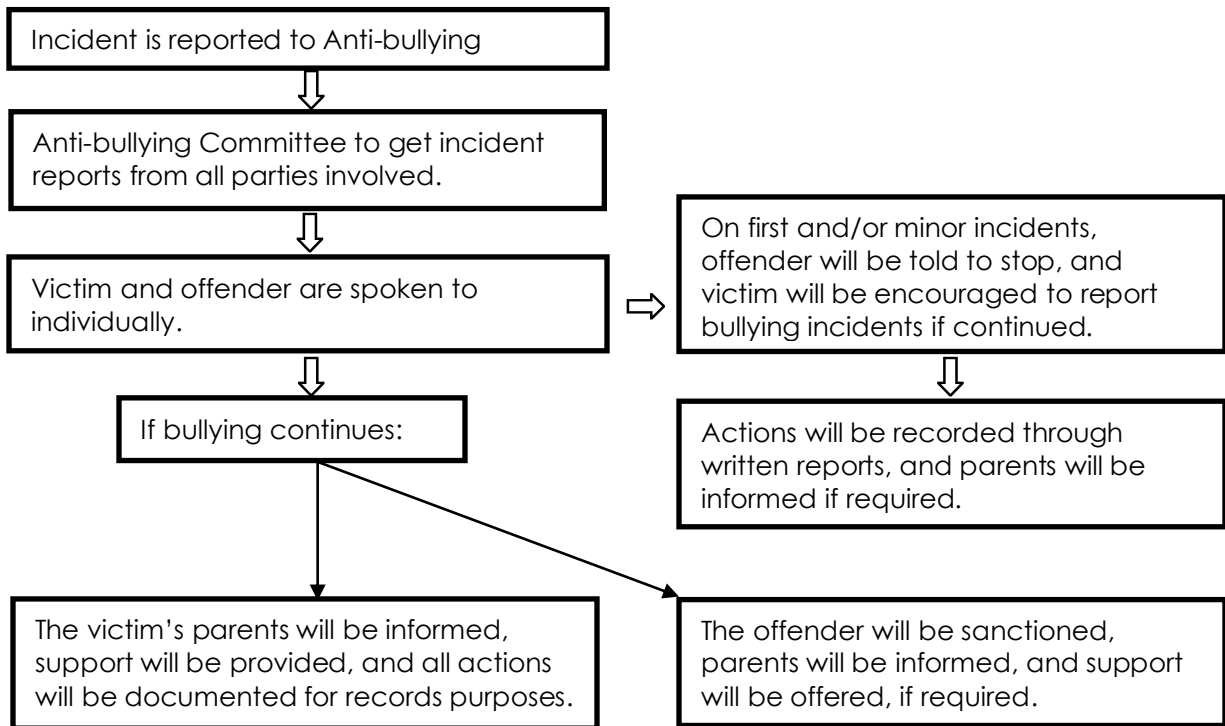 Incident is reported to Anti-bullying
Anti-bullying Committee to get incident
reports from all parties involved.
Victim and offender are spoken to
individually.
On first and/or minor incidents,
offender will be told to stop, and
victim will be encouraged to report
bullying incidents if continued.
Actions will be recorded through
written reports, and parents will be
informed if required.
If bullying continues:
The victim’s parents will be informed,
support will be provided, and all actions
will be documented for records purposes.
The offender will be sanctioned,
parents will be informed, and support
will be offered, if required.